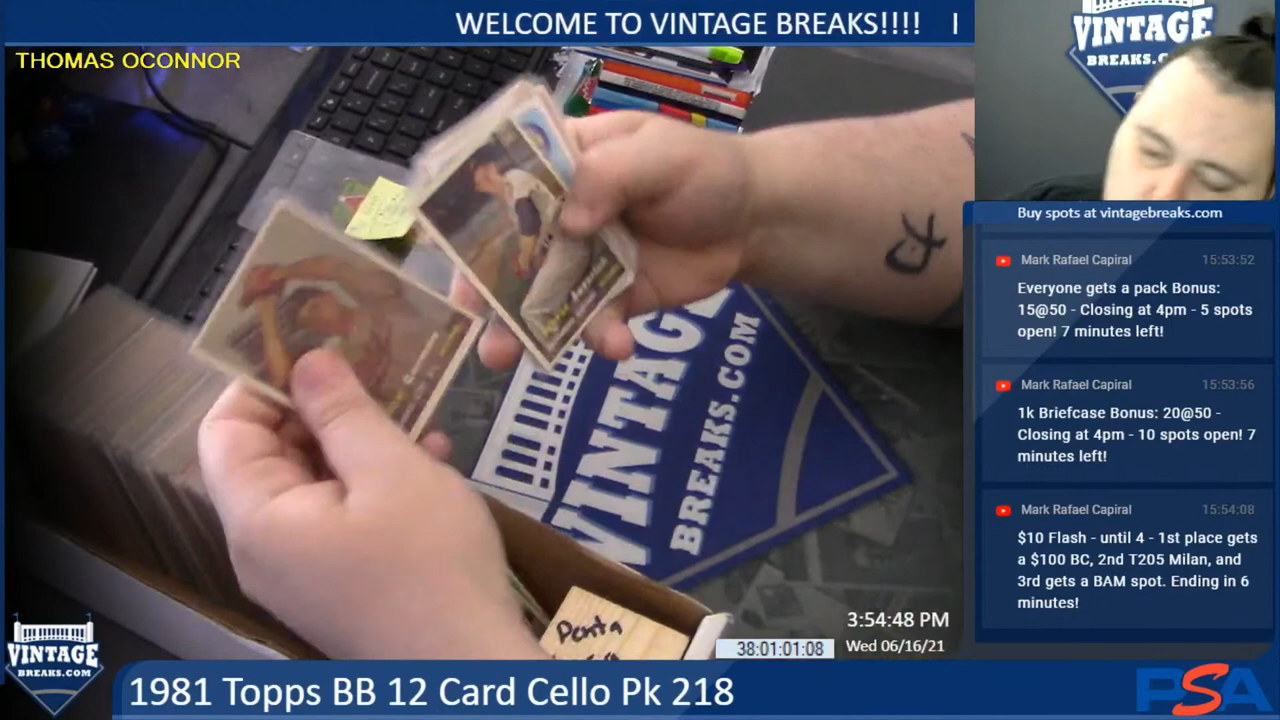 WELCOME TO VINTAGE BREAKS!!!!
THOMAS OCONNOR
VINTAGE
BREAKS.C
Buy spots at vintagebreaks.com
Mark Rafael Capiral 15:53:52
Everyone gets a pack Bonus:
15@50 - Closing at 4pm - 5 spots
open! 7 minutes left!
Mark Rafael Capiral 15:53:56
1k Briefcase Bonus: 20@50 -
Closing at 4pm - 10 spots open! 7
minutes left!
Mark Rafael Capiral 15:54:08
$10 Flash - until 4 - 1st place gets
a $100 BC, 2nd T205 Milan, and
3rd gets a BAM spot. Ending in 6
minutes!
VINTAGE
BREAKS.COM
Penta
3:54:48 PM
38:01:01:08 Wed 06/16/21
VINTAGE
BREAKS.COM
1981 Topps BB 12 Card Cello Pk 218
PSA